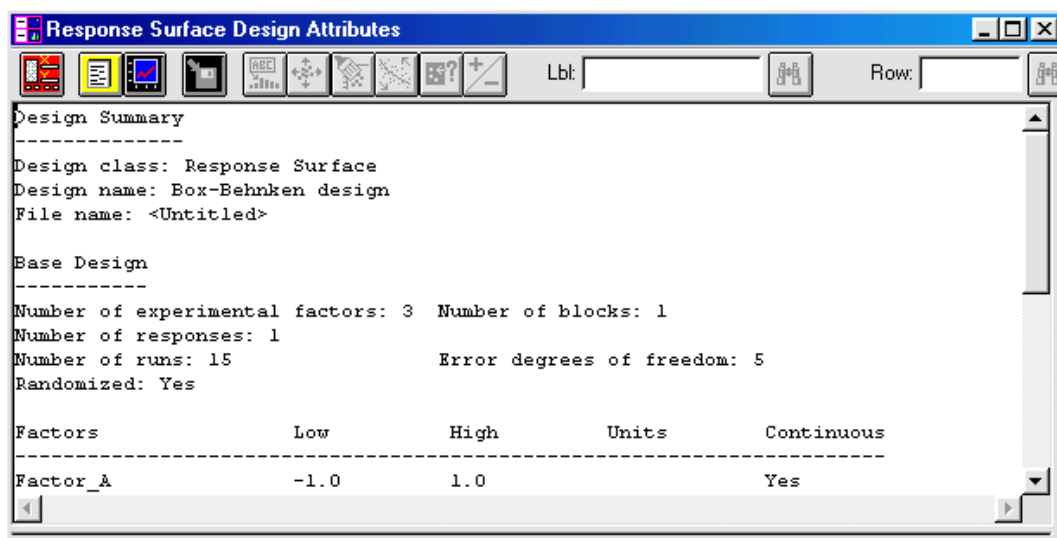 Response Surface Design Attributes
ABC Lbl: Row:
Design Summary
--------------
Design class: Response Surface
Design name: Box-Behnken design
File name: <Untitled>
Base Design
-----------
Number of experimental factors: 3 Number of blocks: 1
Number of responses: 1
Number of runs: 15 Error degrees of freedom: 5
Randomized: Yes
Factors Low High Units Continuous
------------------------------------------------------------------------
Factor_A -1.0 1.0 Yes